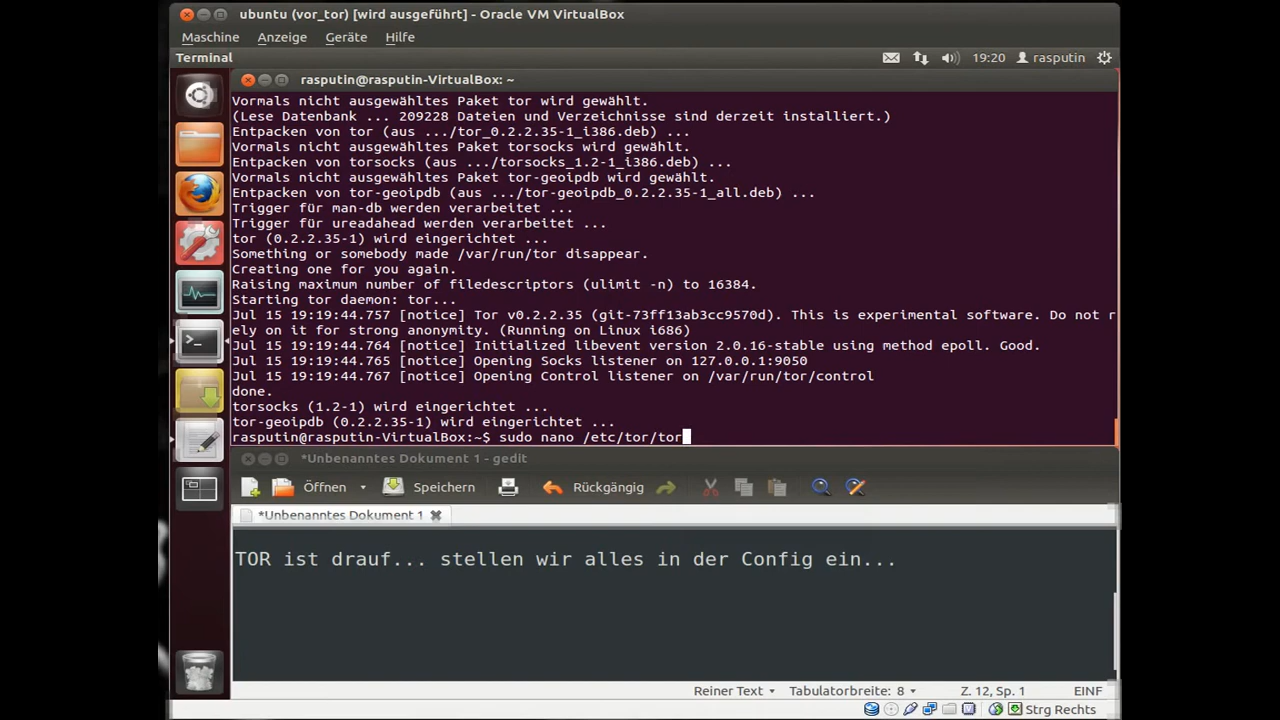 ubuntu (vor_tor) [wird ausgeführt] - Oracle VM VirtualBox
Maschine Anzeige Geräte Hilfe
Terminal 19:20 rasputin
rasputin@rasputin-VirtualBox: ~
Vormals nicht ausgewähltes Paket tor wird gewählt.
(Lese Datenbank ... 209228 Dateien und Verzeichnisse sind derzeit installiert.)
Entpacken von tor (aus .../tor_0.2.2.35-1_i386.deb) ...
Vormals nicht ausgewähltes Paket torsocks wird gewählt.
Entpacken von torsocks (aus .../torsocks_1.2-1_i386.deb) ...
Vormals nicht ausgewähltes Paket tor-geoipdb wird gewählt.
Entpacken von tor-geoipdb (aus .../tor-geoipdb_0.2.2.35-1_all.deb) ...
Trigger für man-db werden verarbeitet ...
Trigger für ureadahead werden verarbeitet ...
tor (0.2.2.35-1) wird eingerichtet ...
Something or somebody made /var/run/tor disappear.
Creating one for you again.
Raising maximum number of filedescriptors (ulimit -n) to 16384.
Starting tor daemon: tor...
Jul 15 19:19:44.757 [notice] Tor v0.2.2.35 (git-73ff13ab3cc9570d). This is experimental software. Do not r
ely on it for strong anonymity. (Running on Linux i686)
Jul 15 19:19:44.764 [notice] Initialized libevent version 2.0.16-stable using method epoll. Good.
Jul 15 19:19:44.765 [notice] Opening Socks listener on 127.0.0.1:9050
Jul 15 19:19:44.767 [notice] Opening Control listener on /var/run/tor/control
done.
torsocks (1.2-1) wird eingerichtet ...
tor-geoipdb (0.2.2.35-1) wird eingerichtet ...
rasputin@rasputin-VirtualBox:~$ sudo nano /etc/tor/tor
*Unbenanntes Dokument 1 - gedit
Öffnen Speichern Rückgängig
*Unbenanntes Dokument 1
TOR ist drauf... stellen wir alles in der Config ein...
Reiner Text Tabulatorbreite: 8 Z. 12, Sp. 1 EINF
Strg Rechts